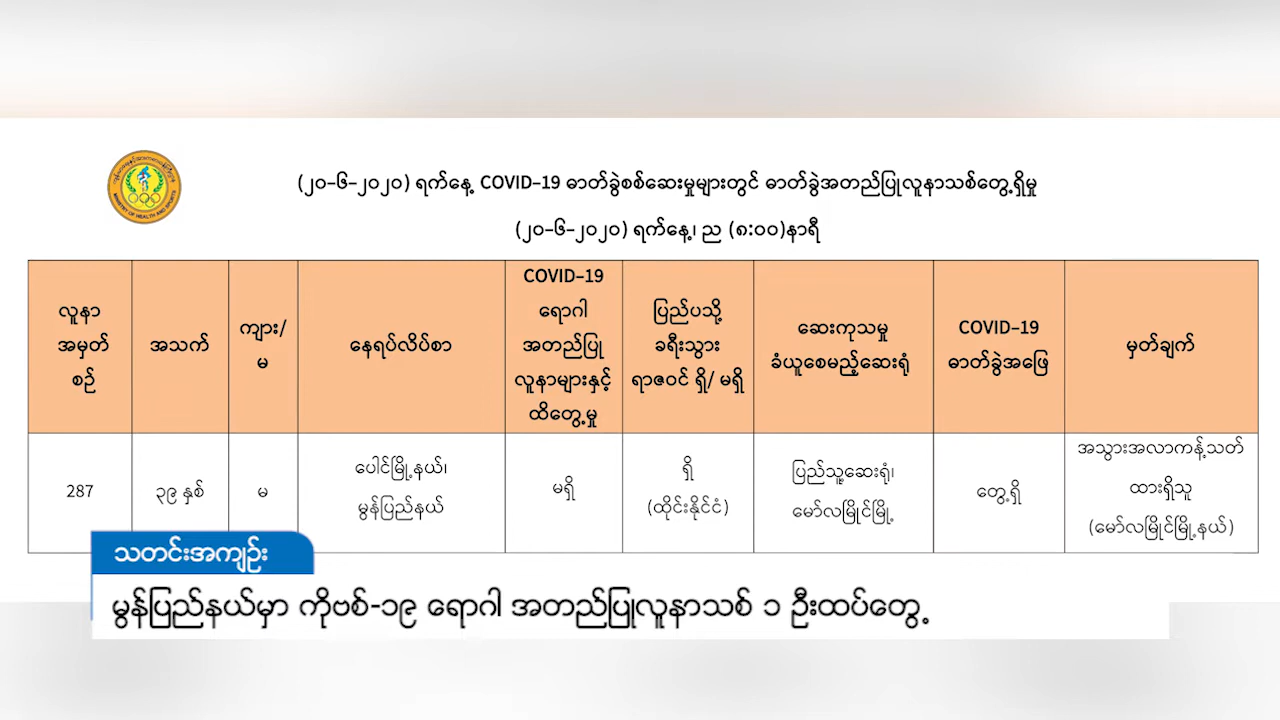 MINISTRY OF HEALTH AND SPORTS
(၂၀–၆–၂၀၂၀) ရက်နေ့ COVID–19 ဓာတ်ခွဲစစ်ဆေးမှုများတွင် ဓာတ်ခွဲအတည်ပြုလူနာသစ်တွေ့ရှိမှု
(၂၀–၆–၂၀၂၀) ရက်နေ့၊ ည (၈:၀၀)နာရီ
လူနာ
အမှတ်
စဉ်
အသက်
ကျား/
မ
နေရပ်လိပ်စာ
COVID–19
ရောဂါ
အတည်ပြု
လူနာများနှင့်
ထိတွေ့မှု
ပြည်ပသို့
ခရီးသွား
ရာဇဝင် ရှိ/ မရှိ
ဆေးကုသမှု
ခံယူစေမည့်ဆေးရုံ
COVID–19
ဓာတ်ခွဲအဖြေ
မှတ်ချက်
287
၃၉ နှစ်
မ
ပေါင်မြို့နယ်၊
မွန်ပြည်နယ်
မရှိ
ရှိ
(ထိုင်းနိုင်ငံ)
ပြည်သူ့ဆေးရုံ၊
မော်လမြိုင်မြို့
တွေ့ရှိ
အသွားအလာကန့်သတ်
ထားရှိသူ
(မော်လမြိုင်မြို့နယ်)
သတင်းအကျဉ်း
မွန်ပြည်နယ်မှာ ကိုဗစ်-၁၉ ရောဂါ အတည်ပြုလူနာသစ် ၁ ဦးထပ်တွေ့